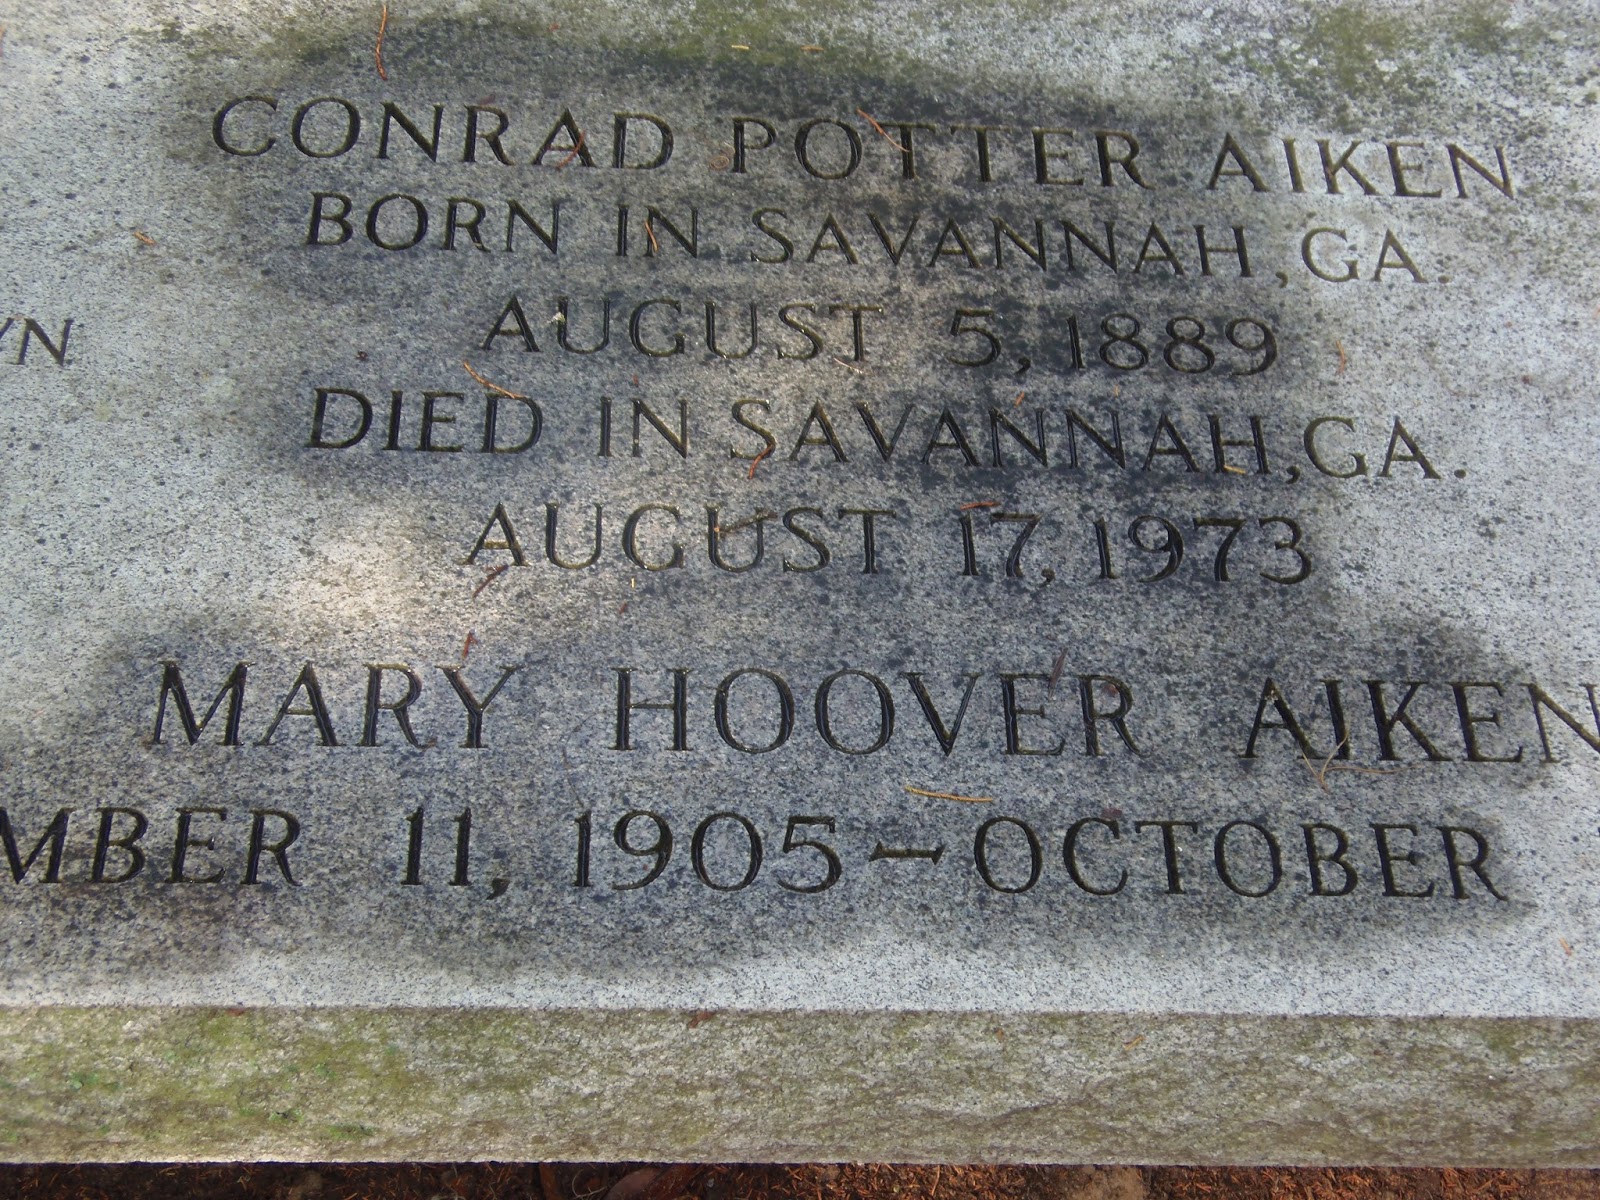 CONRAD POTTER AIKEN
BORN IN SAVANNAH, GA.
AUGUST 5, 1889
DIED IN SAVANNAH, GA.
AUGUST 17, 1973
MARY HOOVER AIKEN
MBER 11, 1905 – OCTOBER